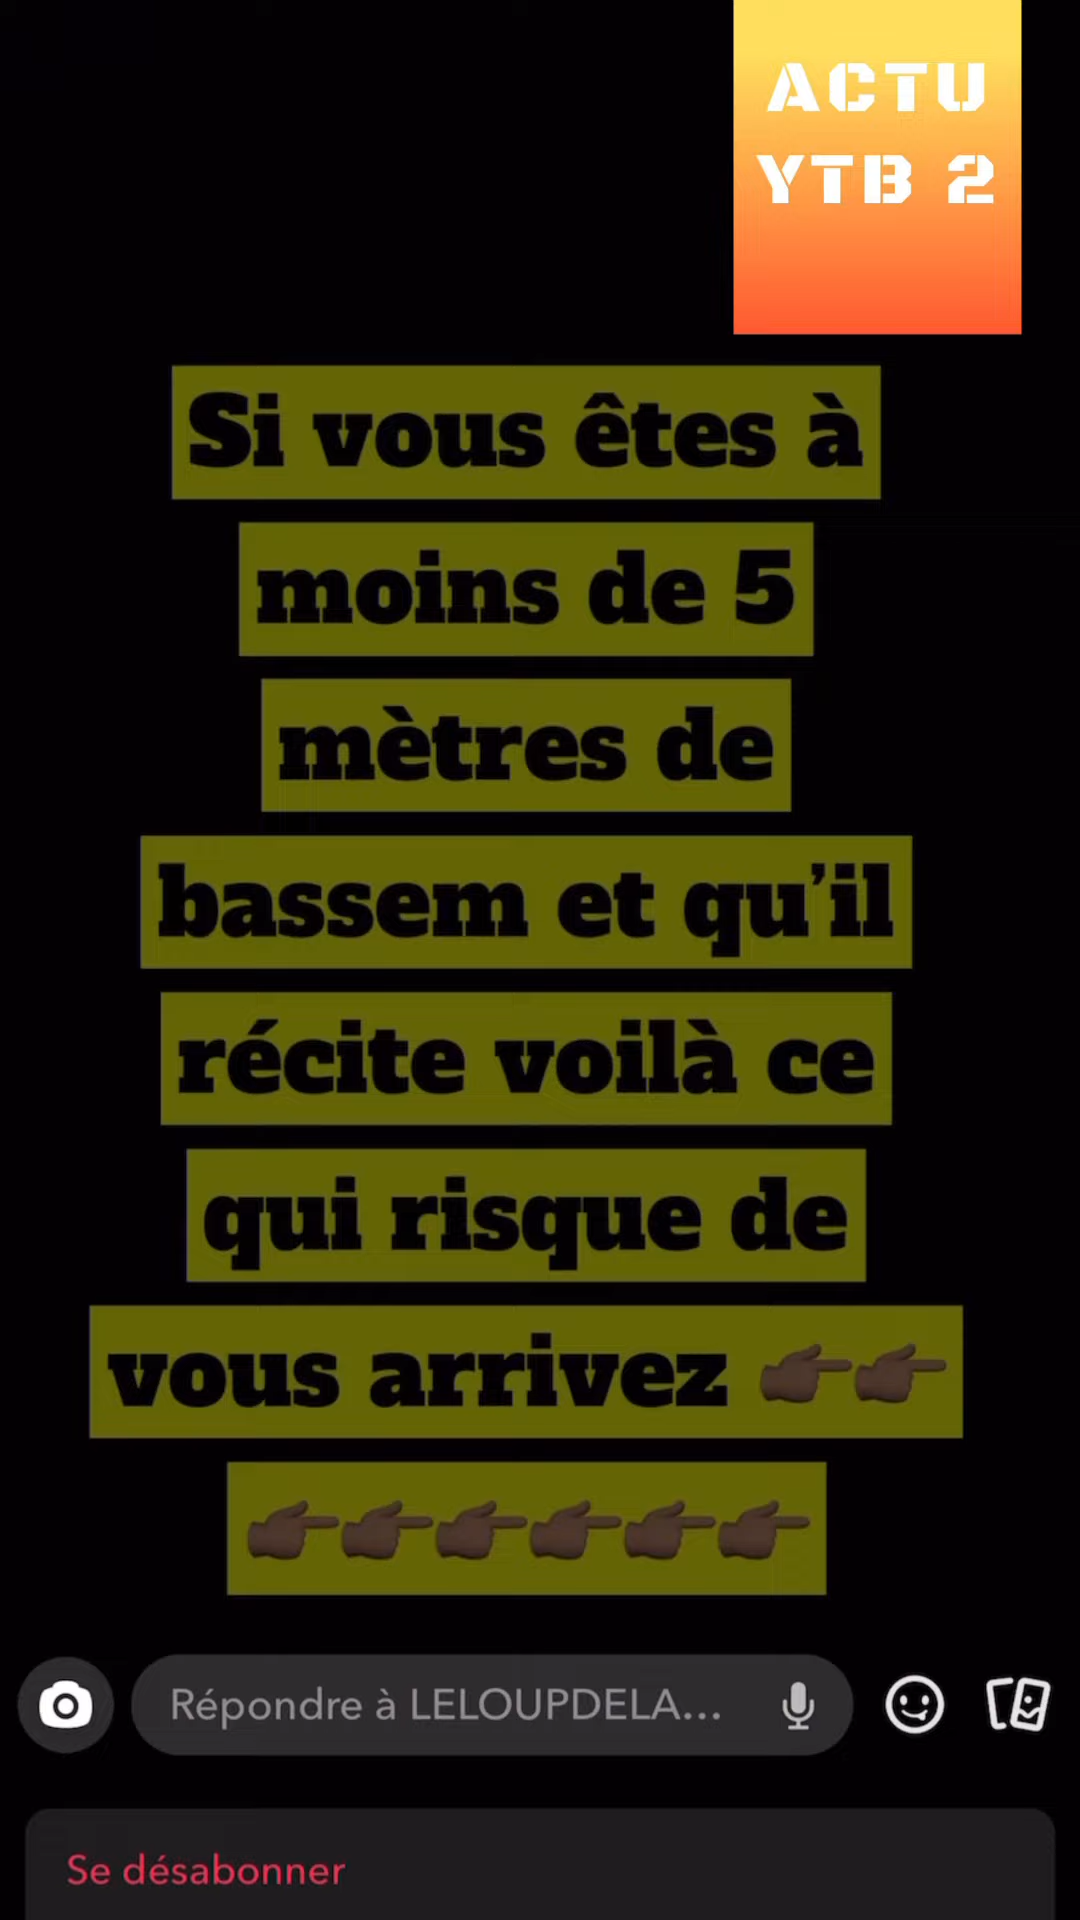 ACTU
YTB 2
Si vous êtes à
moins de 5
mètres de
bassem et qu’il
récite voilà ce
qui risque de
vous arrivez 👉🏿👉🏿
👉🏿👉🏿👉🏿👉🏿👉🏿👉🏿
Répondre à LELOUPDELA...
Se désabonner